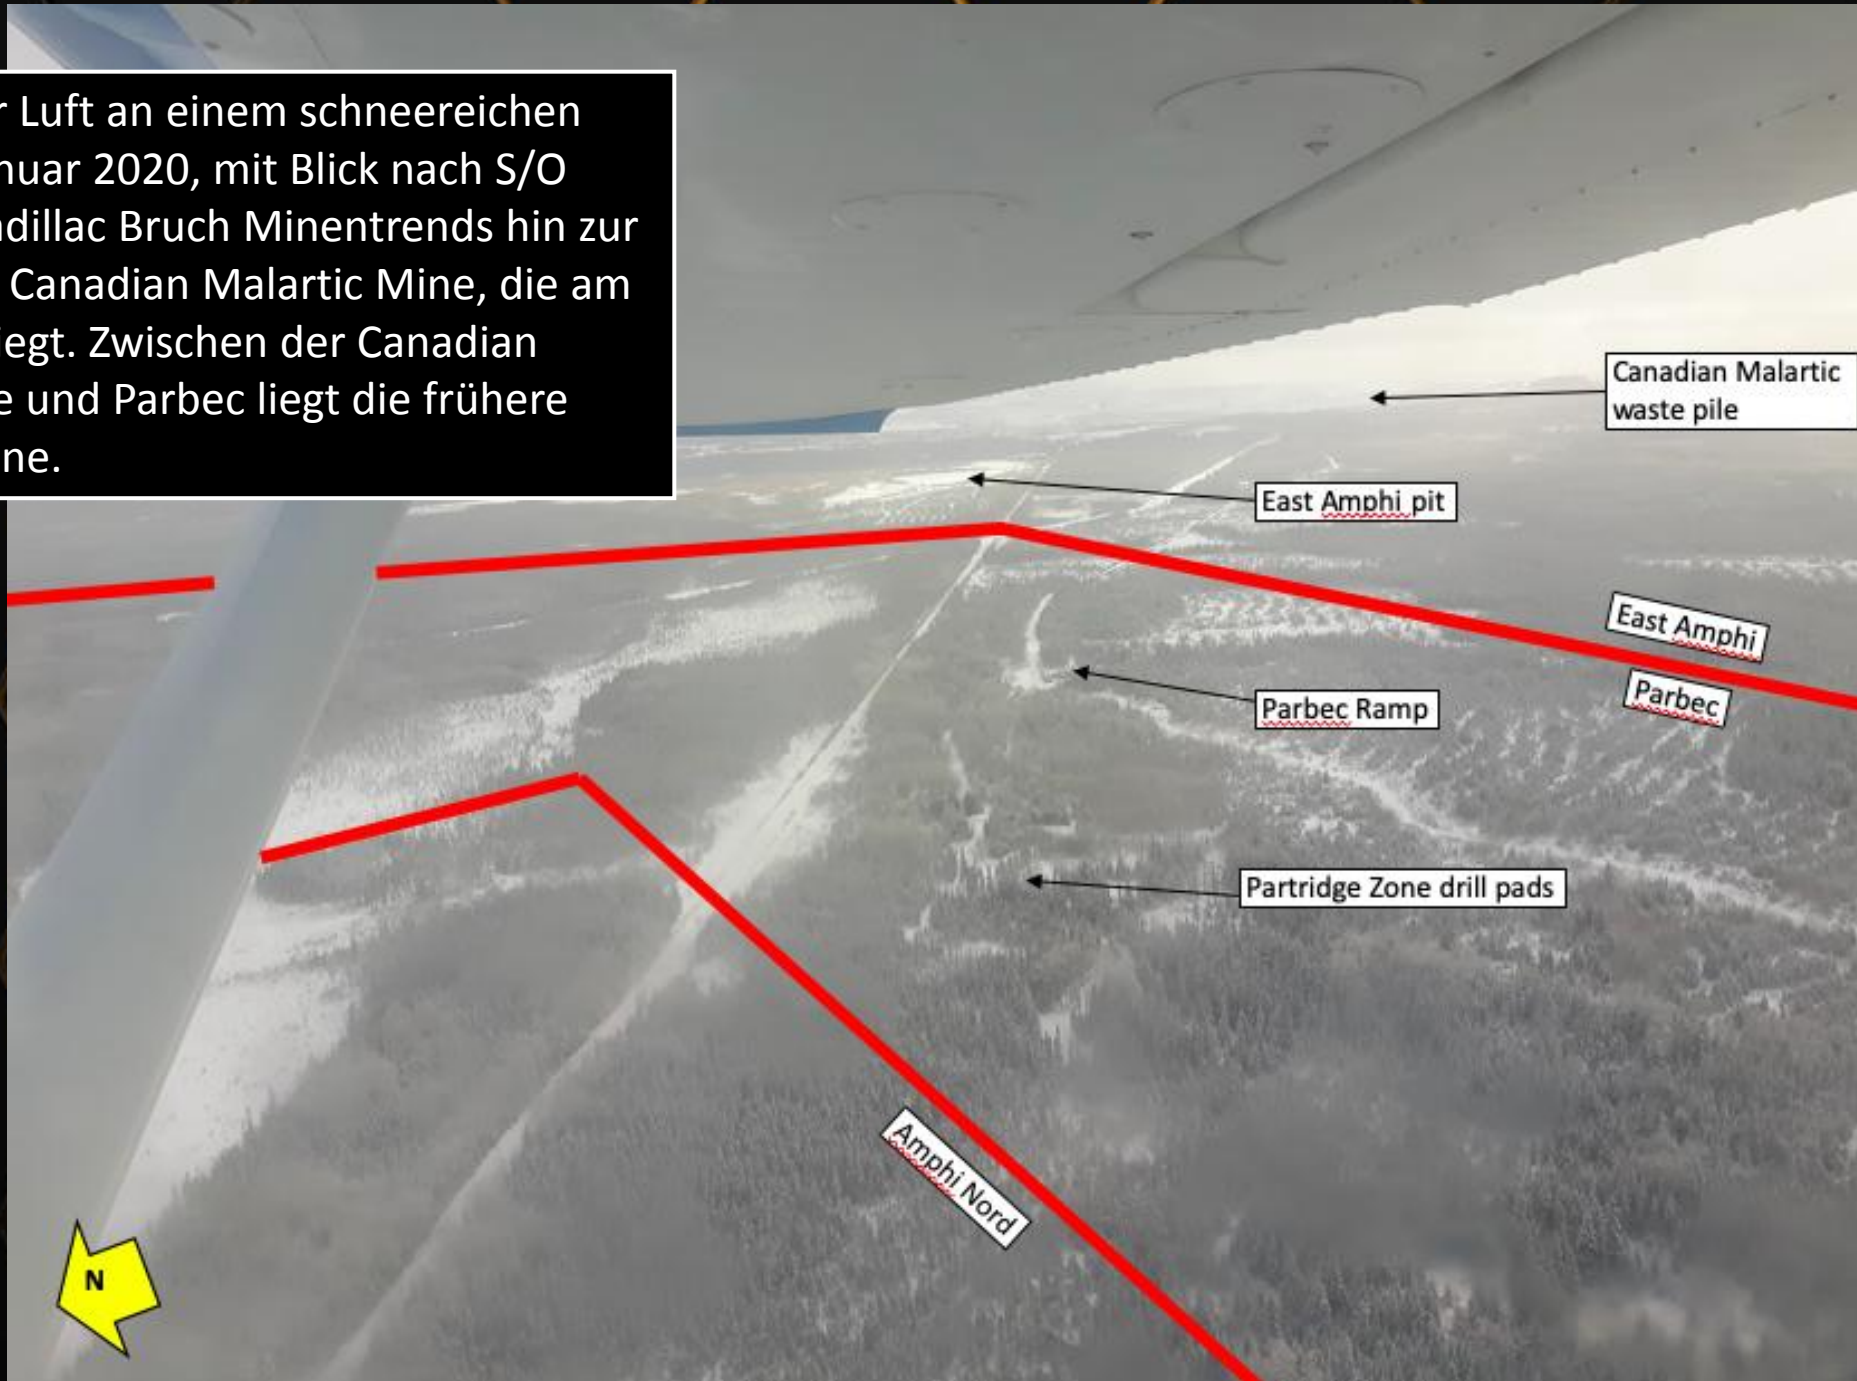 r Luft an einem schneereichen
nuar 2020, mit Blick nach S/O
dillac Bruch Minentrends hin zur
Canadian Malartic Mine, die am
iegt. Zwischen der Canadian
e und Parbec liegt die frühere
ne.
Canadian Malartic
waste pile
East Amphi pit
East Amphi
Parbec
Parbec Ramp
Partridge Zone drill pads
Amphi Nord
N